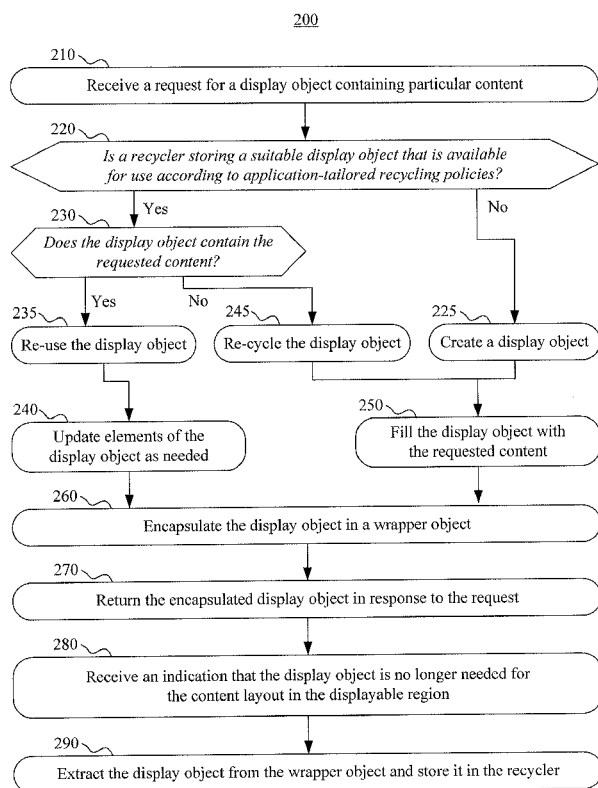 200
210
Receive a request for a display object containing particular content
220
Is a recycler storing a suitable display object that is available
for use according to application-tailored recycling policies?
Yes
No
230
Does the display object contain the
requested content?
Yes
No
235
Re-use the display object
245
Re-cycle the display object
225
Create a display object
240
Update elements of the
display object as needed
250
Fill the display object with
the requested content
260
Encapsulate the display object in a wrapper object
270
Return the encapsulated display object in response to the request
280
Receive an indication that the display object is no longer needed for
the content layout in the displayable region
290
Extract the display object from the wrapper object and store it in the recycler